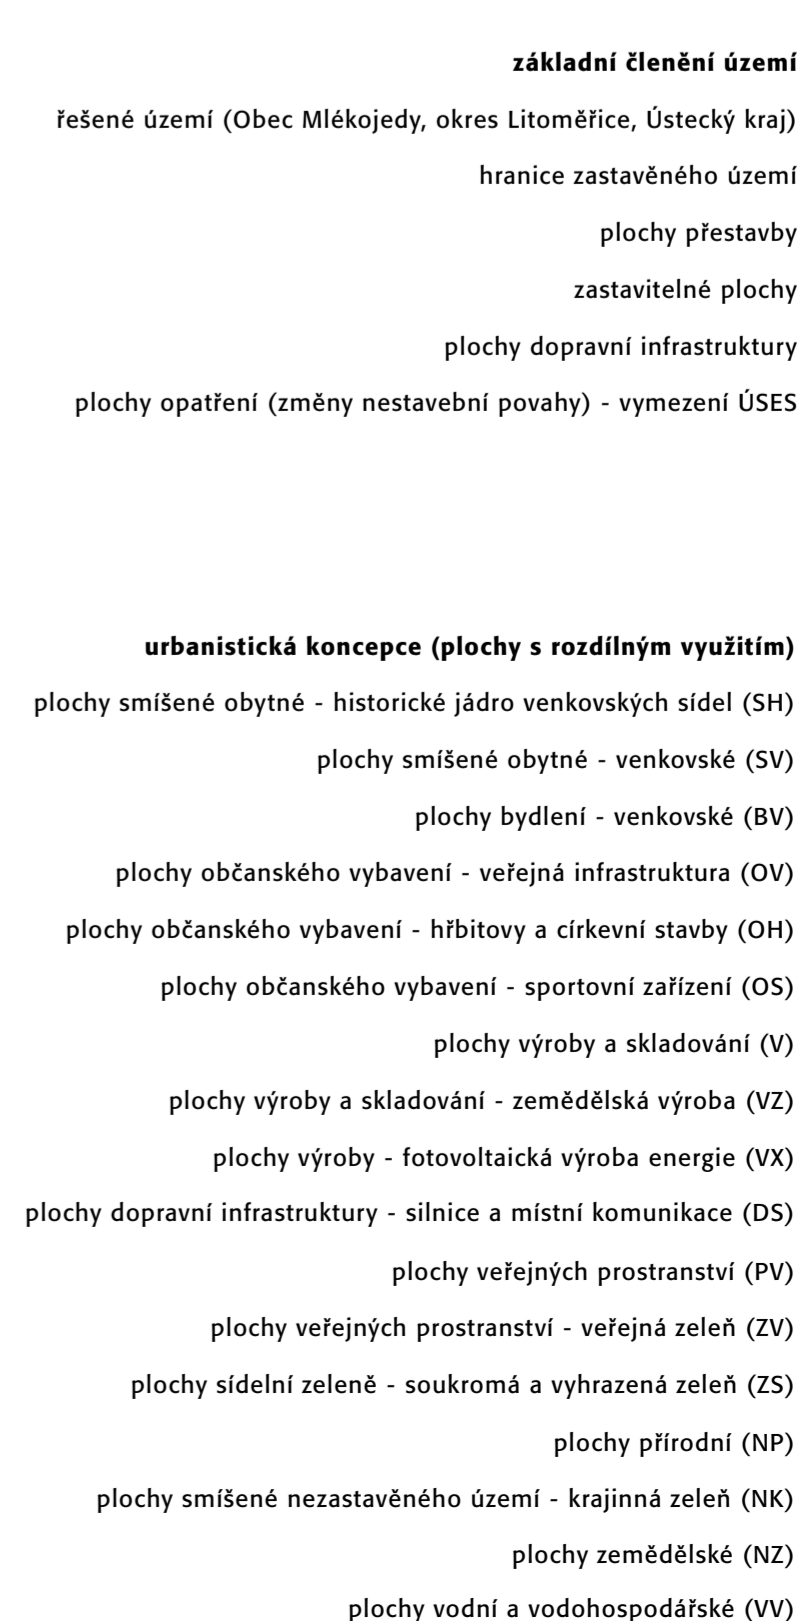 základní členění území
řešené území (Obec Mlékojedy, okres Litoměřice, Ústecký kraj)
hranice zastavěného území
plochy přestavby
zastavitelné plochy
plochy dopravní infrastruktury
plochy opatření (změny nestavební povahy) - vymezení ÚSES
urbanistická koncepce (plochy s rozdílným využitím)
plochy smíšené obytné - historické jádro venkovských sídel (SH)
plochy smíšené obytné - venkovské (SV)
plochy bydlení - venkovské (BV)
plochy občanského vybavení - veřejná infrastruktura (OV)
plochy občanského vybavení - hřbitovy a církevní stavby (OH)
plochy občanského vybavení - sportovní zařízení (OS)
plochy výroby a skladování (V)
plochy výroby a skladování - zemědělská výroba (VZ)
plochy výroby - fotovoltaická výroba energie (VX)
plochy dopravní infrastruktury - silnice a místní komunikace (DS)
plochy veřejných prostranství (PV)
plochy veřejných prostranství - veřejná zeleň (ZV)
plochy sídelní zeleně - soukromá a vyhrazená zeleň (ZS)
plochy přírodní (NP)
plochy smíšené nezastavěného území - krajinná zeleň (NK)
plochy zemědělské (NZ)
plochy vodní a vodohospodářské (VV)